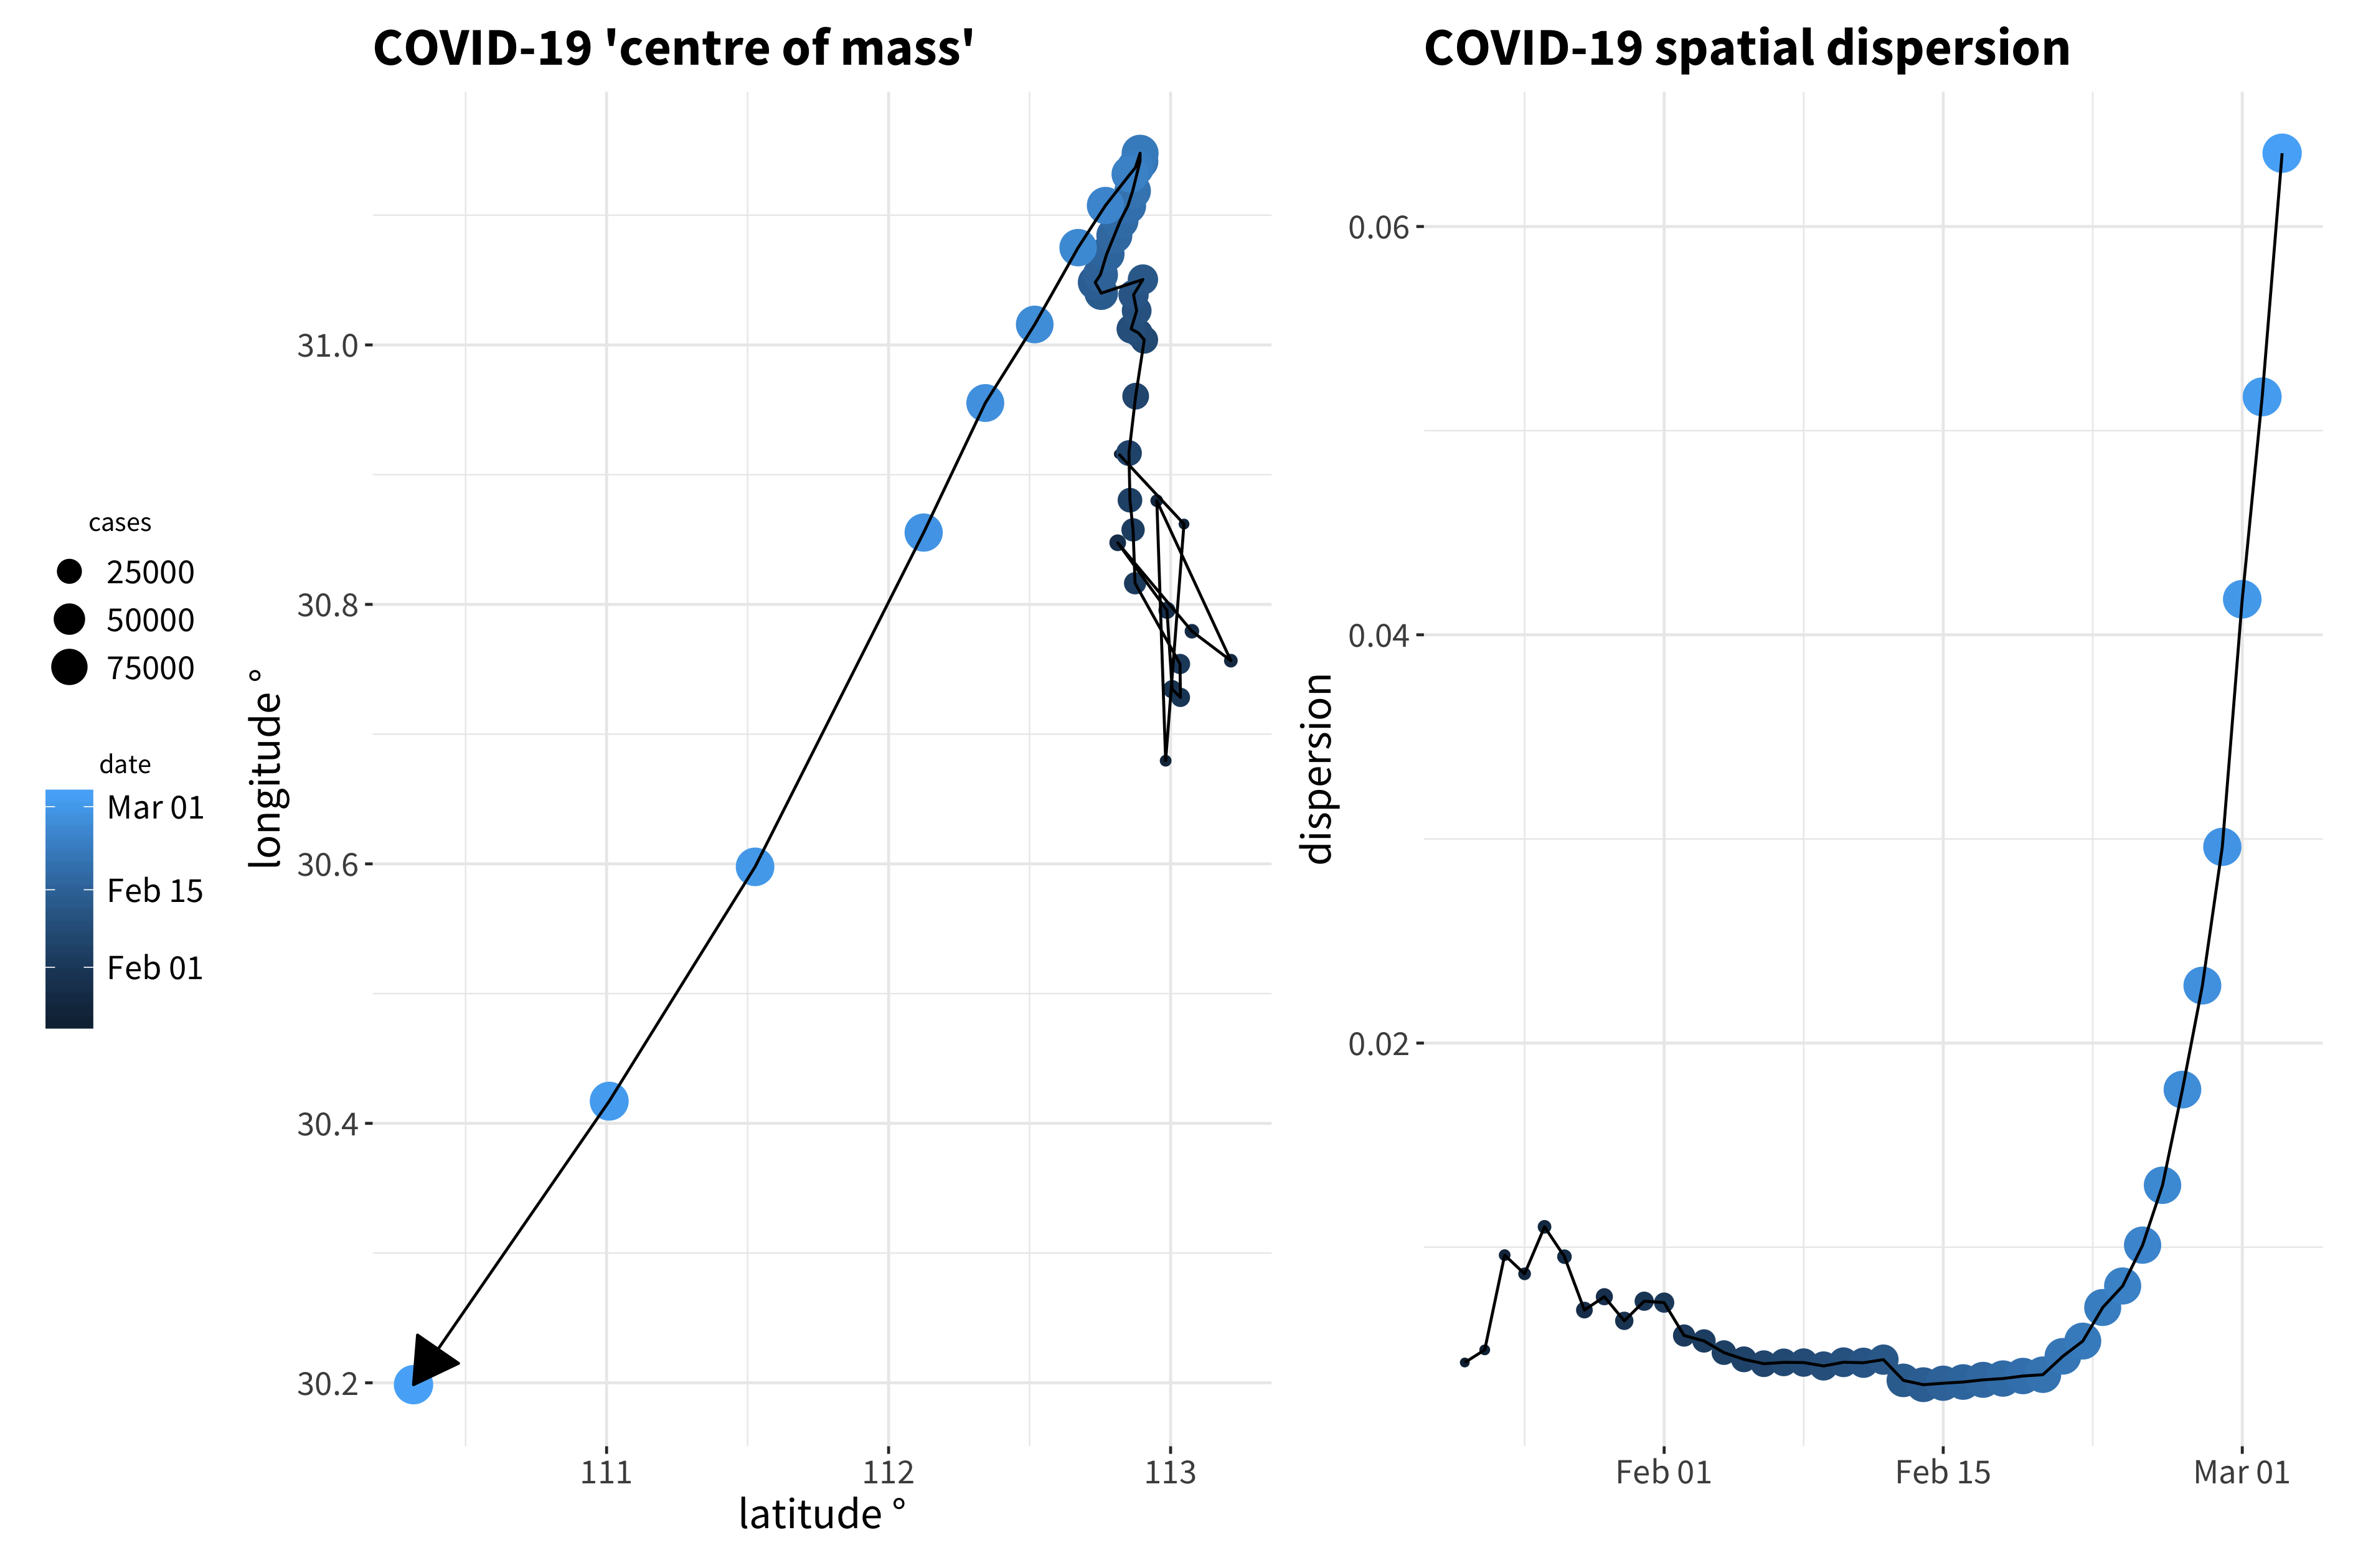 COVID-19 'centre of mass'
COVID-19 spatial dispersion
cases
25000
50000
75000
date
Mar 01
Feb 15
Feb 01
longitude °
31.0
30.8
30.6
30.4
30.2
111
112
113
latitude °
dispersion
0.06
0.04
0.02
Feb 01
Feb 15
Mar 01